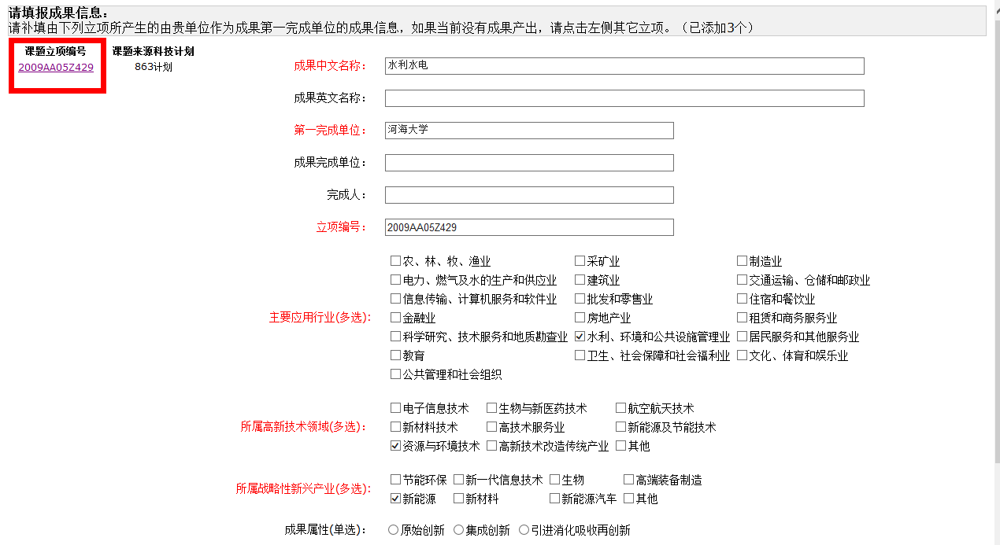 请填报成果信息：
请补填由下列立项所产生的由贵单位作为成果第一完成单位的成果信息，如果当前没有成果产出，请点击左侧其它立项。（已添加3个）
课题立项编号 课题来源科技计划
2009AA05Z429 863计划
成果中文名称： 水利水电
成果英文名称：
第一完成单位： 河海大学
成果完成单位：
完成人：
立项编号： 2009AA05Z429
主要应用行业(多选)：
农、林、牧、渔业 采矿业 制造业
电力、燃气及水的生产和供应业 建筑业 交通运输、仓储和邮政业
信息传输、计算机服务和软件业 批发和零售业 住宿和餐饮业
金融业 房地产业 租赁和商务服务业
科学研究、技术服务和地质勘查业 水利、环境和公共设施管理业 居民服务和其他服务业
教育 卫生、社会保障和社会福利业 文化、体育和娱乐业
公共管理和社会组织
所属高新技术领域(多选)：
电子信息技术 生物与新医药技术 航空航天技术
新材料技术 高技术服务业 新能源及节能技术
资源与环境技术 高新技术改造传统产业 其他
所属战略性新兴产业(多选)：
节能环保 新一代信息技术 生物 高端装备制造
新能源 新材料 新能源汽车 其他
成果属性(单选)： 原始创新 集成创新 引进消化吸收再创新